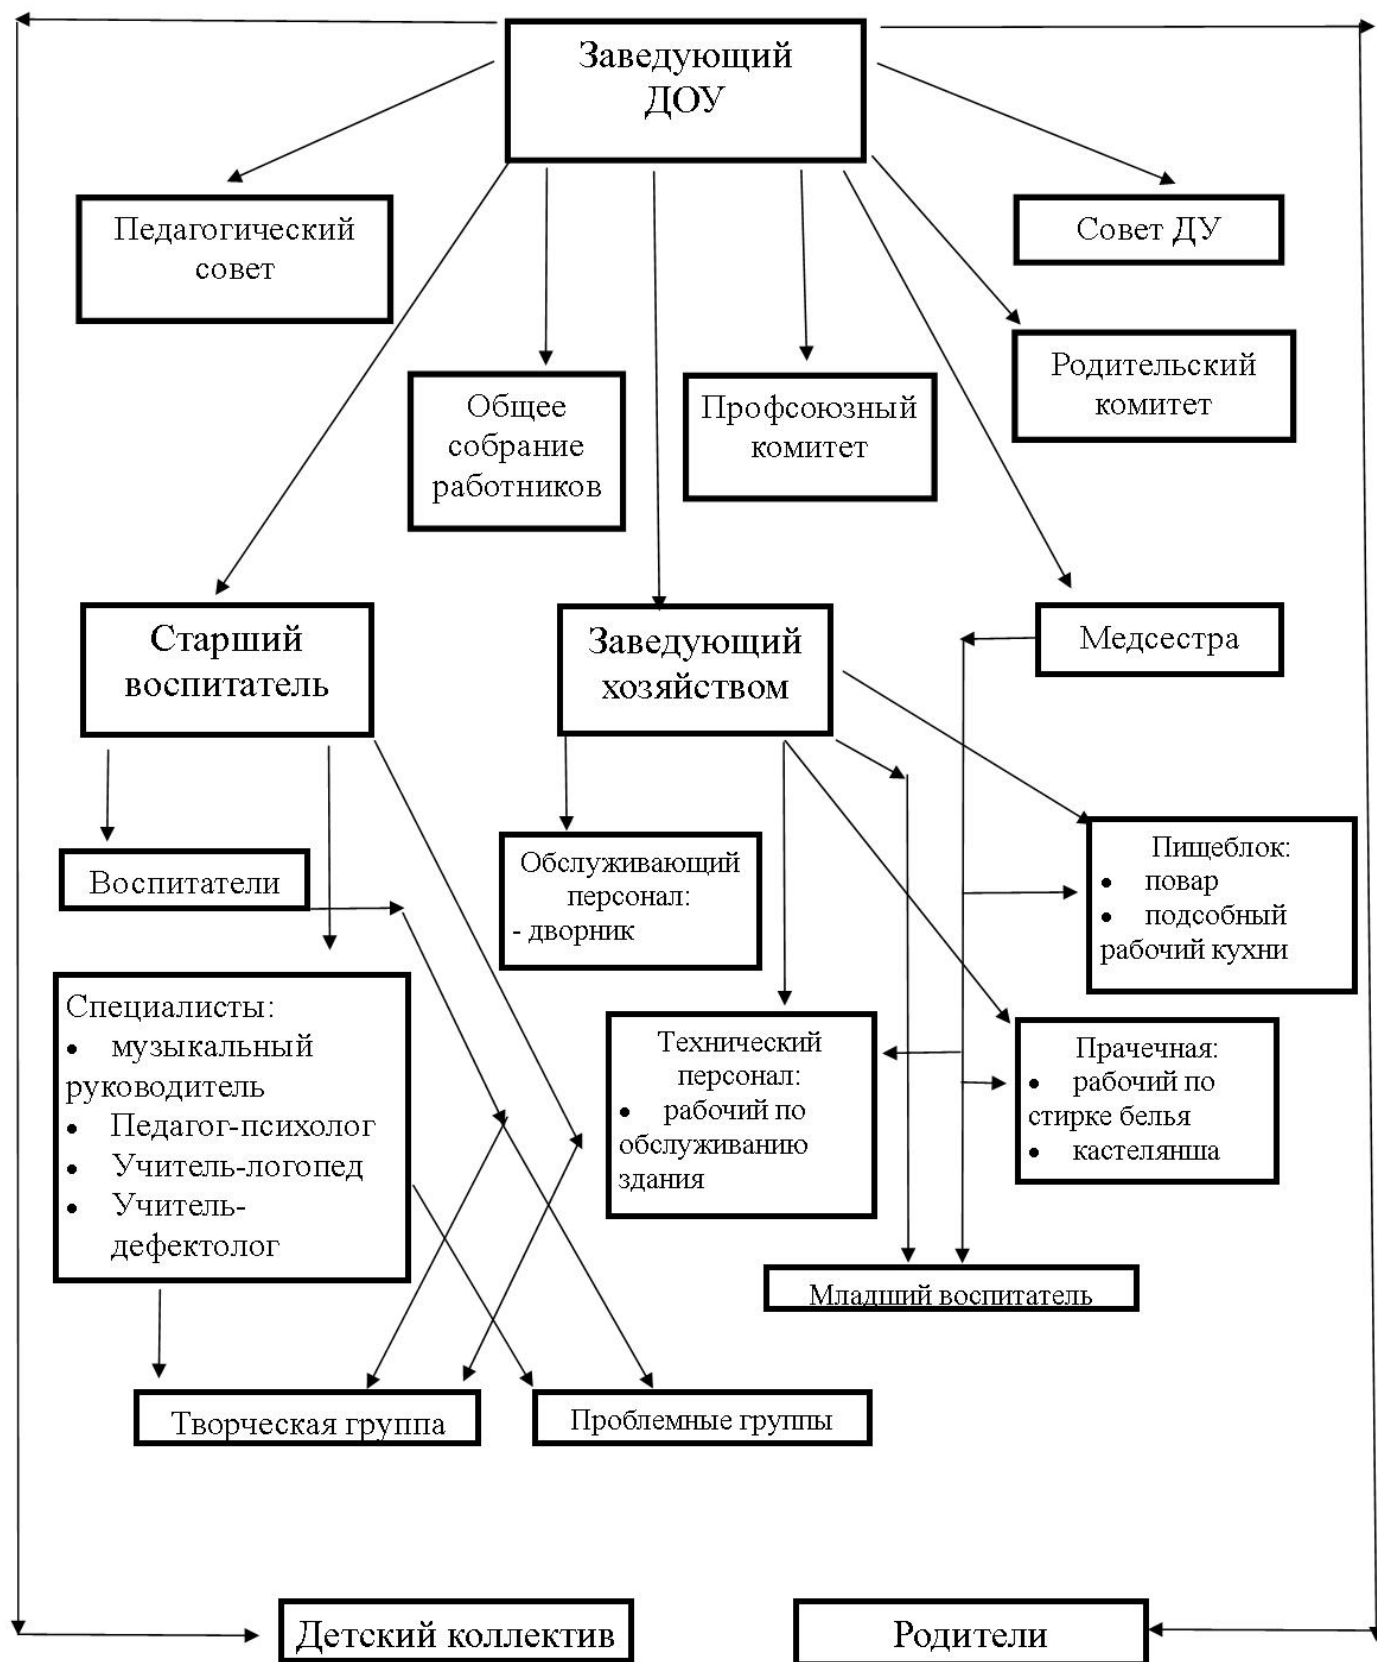 Заведующий
ДОУ
Педагогический
совет
Совет ДУ
Общее
собрание
работников
Профсоюзный
комитет
Родительский
комитет
Старший
воспитатель
Заведующий
хозяйством
Медсестра
Воспитатели
Обслуживающий
персонал:
- дворник
Пищеблок:
• повар
• подсобный
рабочий кухни
Специалисты:
• музыкальный
руководитель
• Педагог-психолог
• Учитель-логопед
• Учитель-
дефектолог
Технический
персонал:
• рабочий по
обслуживанию
здания
Прачечная:
• рабочий по
стирке белья
• кастелянша
Младший воспитатель
Творческая группа
Проблемные группы
Детский коллектив
Родители